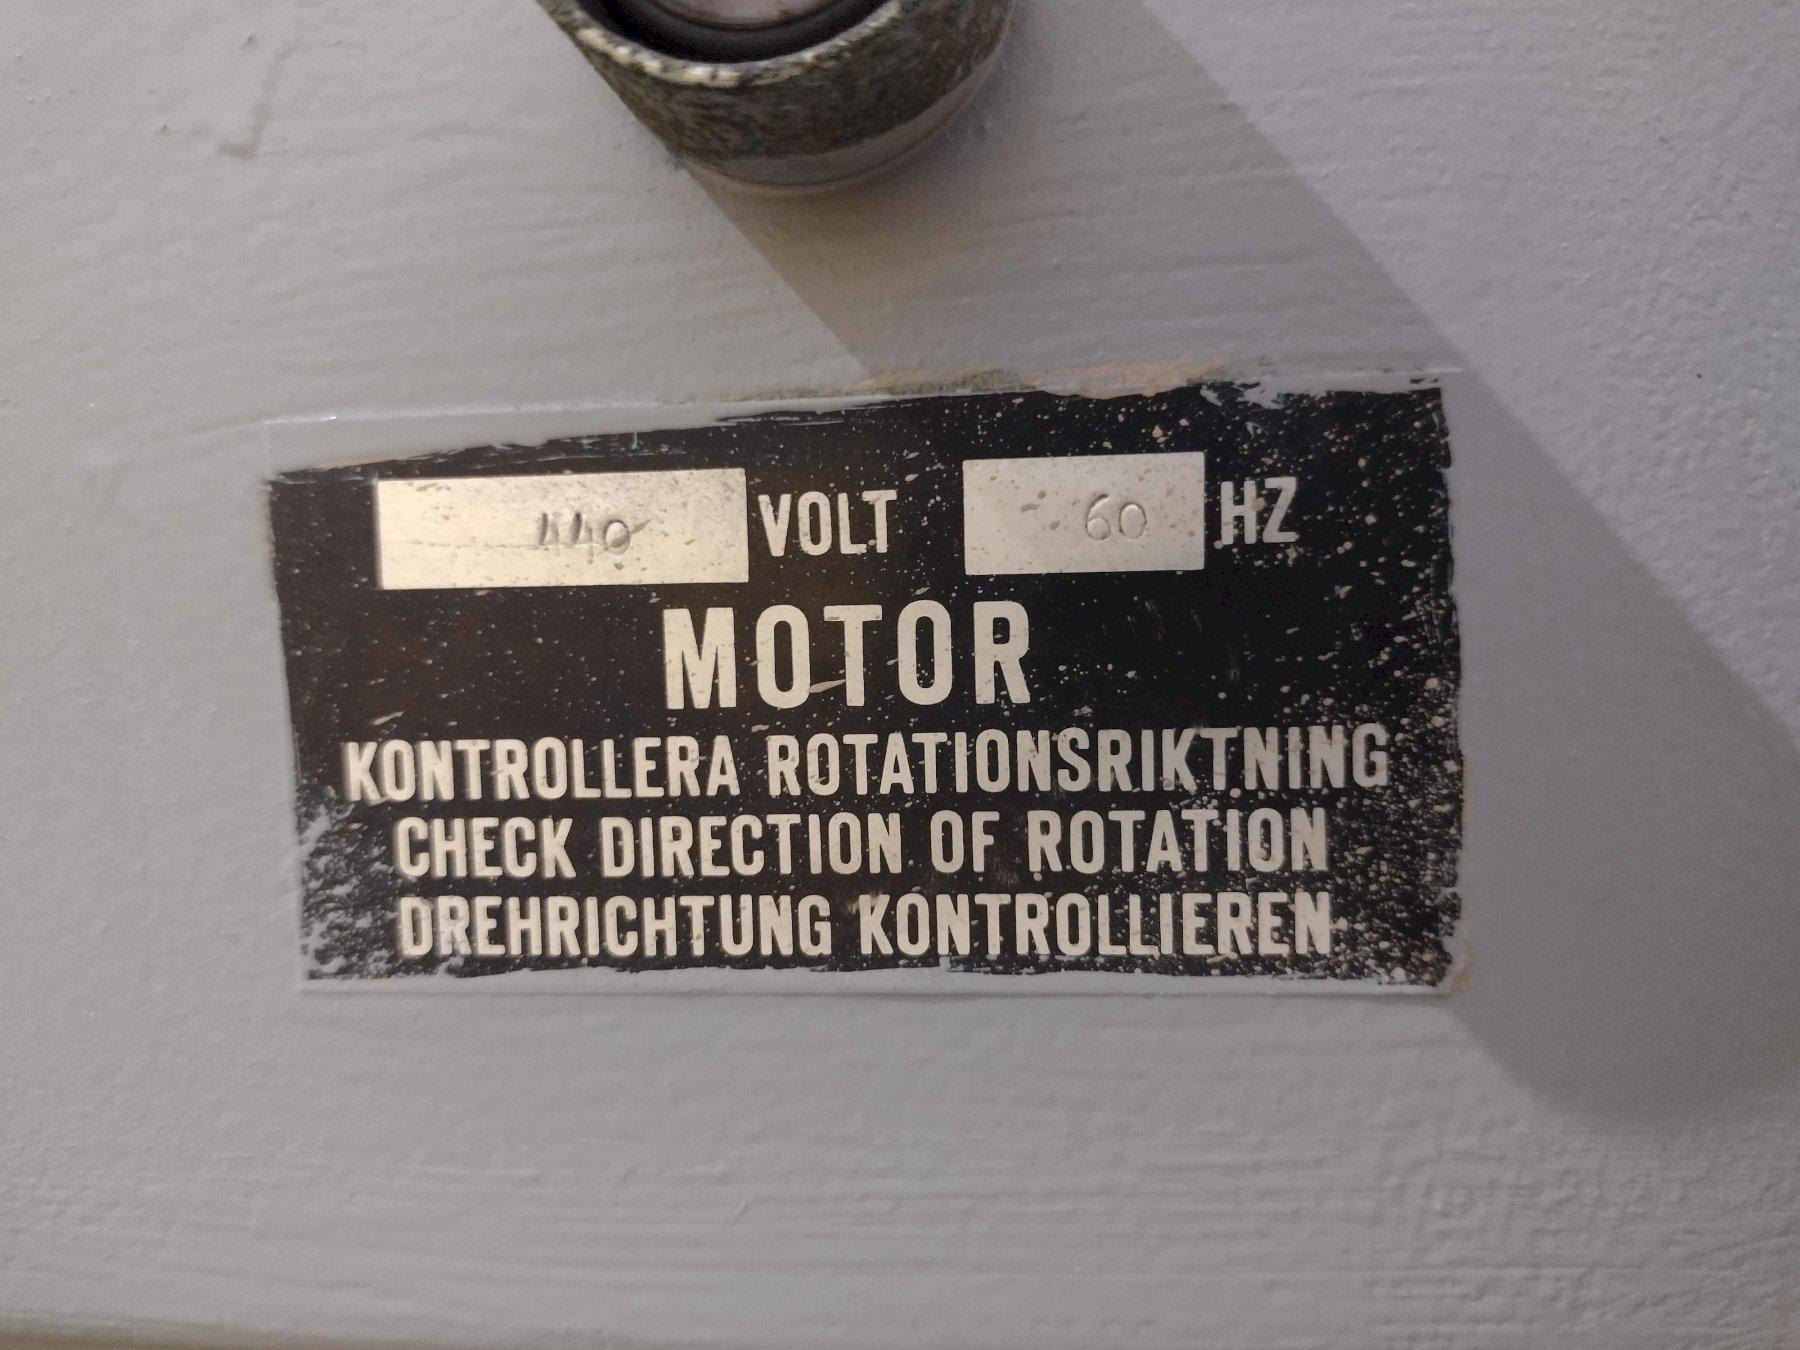 440 VOLT 60 HZ
MOTOR
KONTROLLERA ROTATIONSRIKTNING
CHECK DIRECTION OF ROTATION
DREHRICHTUNG KONTROLLIEREN